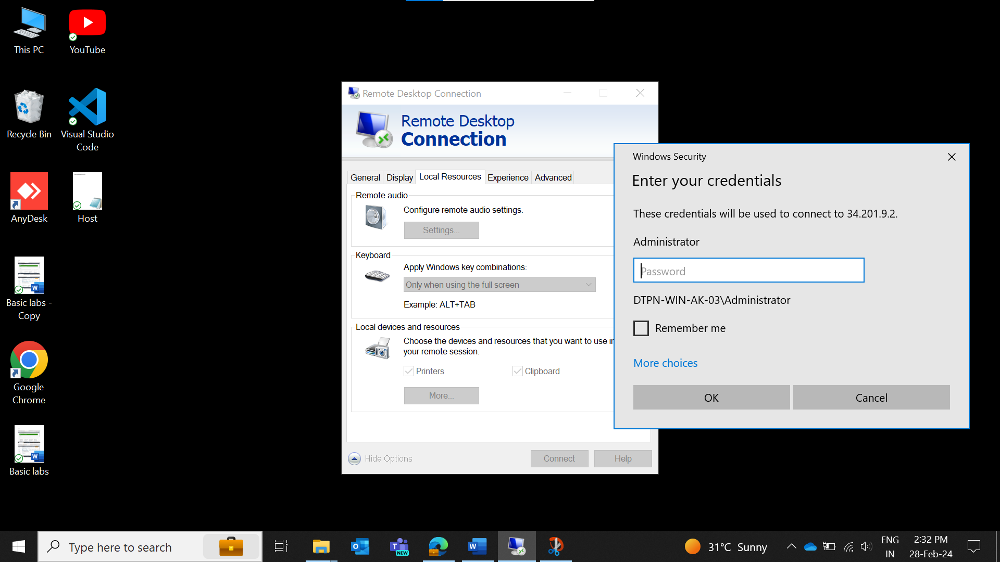 This PC
YouTube
Recycle Bin
Visual Studio
Code
AnyDesk
Host
Basic labs -
Copy
Google
Chrome
Basic labs
Remote Desktop Connection
Remote Desktop
Connection
General Display Local Resources Experience Advanced
Remote audio
Configure remote audio settings.
Settings...
Keyboard
Apply Windows key combinations:
Only when using the full screen
Example: ALT+TAB
Local devices and resources
Choose the devices and resources that you want to use in
your remote session.
Printers Clipboard
More...
Hide Options Connect Help
Windows Security
Enter your credentials
These credentials will be used to connect to 34.201.9.2.
Administrator
Password
DTPN-WIN-AK-03\Administrator
Remember me
More choices
OK Cancel
Type here to search
NEW
31°C Sunny
ENG
IN
2:32 PM
28-Feb-24